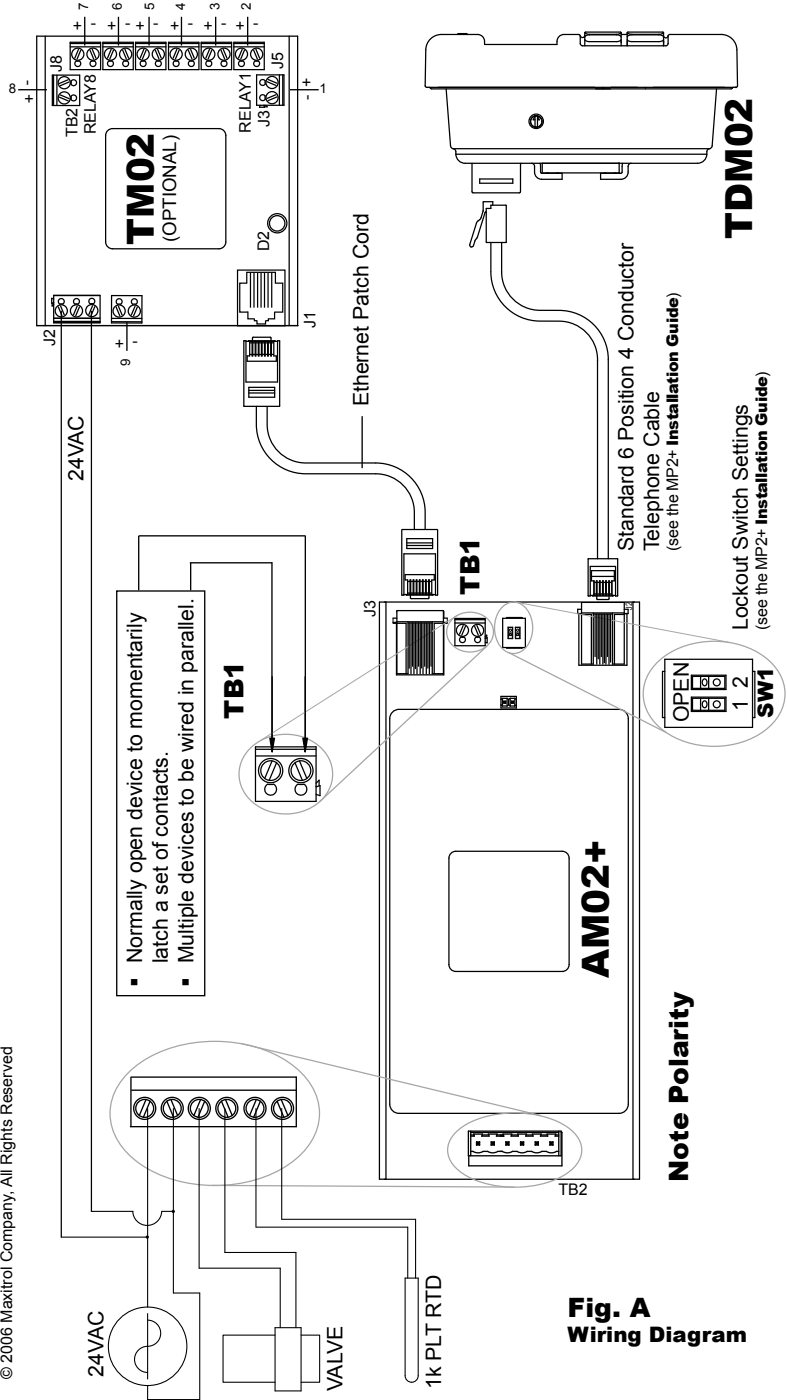 © 2006 Maxitrol Company, All Rights Reserved
24VAC
VALVE
1k PLT RTD
Fig. A
Wiring Diagram
▪ Normally open device to momentarily
latch a set of contacts.
▪ Multiple devices to be wired in parallel.
TB1
24VAC
TB2
Note Polarity
AM02+
J3
TB1
OPEN
1 2
SW1
Lockout Switch Settings
(see the MP2+ Installation Guide)
Standard 6 Position 4 Conductor
Telephone Cable
(see the MP2+ Installation Guide)
Ethernet Patch Cord
TDM02
J2
9
+ -
J1
D2
TM02
(OPTIONAL)
8
+ -
TB2
RELAY8
J8
RELAY1
J3
J5
- +
1
+ 7 -
+ 6 -
+ 5 -
+ 4 -
+ 3 -
+ 2 -